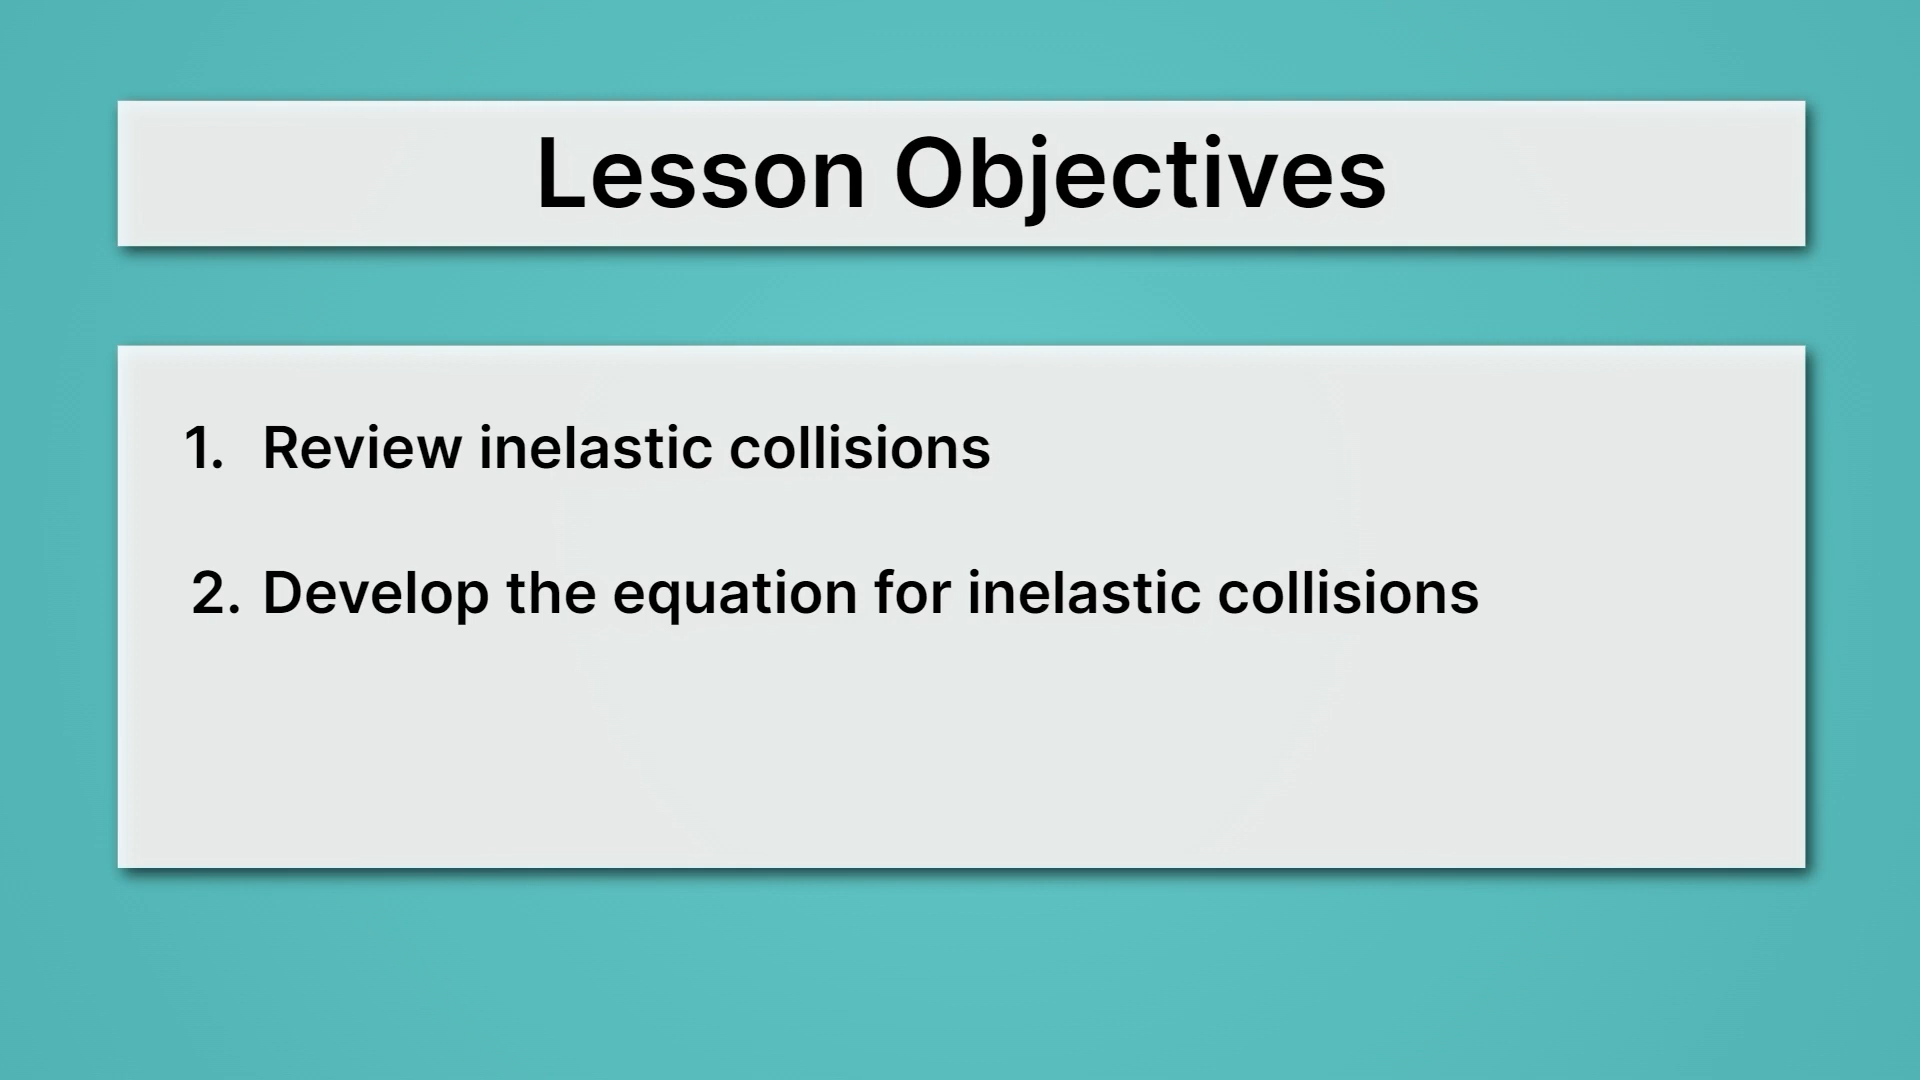 Lesson Objectives
1. Review inelastic collisions
2. Develop the equation for inelastic collisions